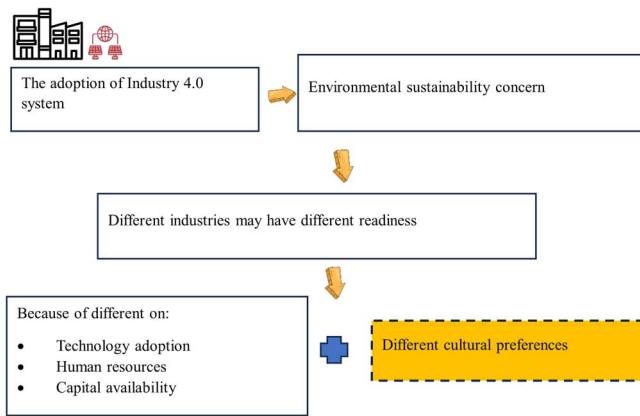 The adoption of Industry 4.0
system
Environmental sustainability concern
Different industries may have different readiness
Because of different on:
• Technology adoption
• Human resources
• Capital availability
Different cultural preferences